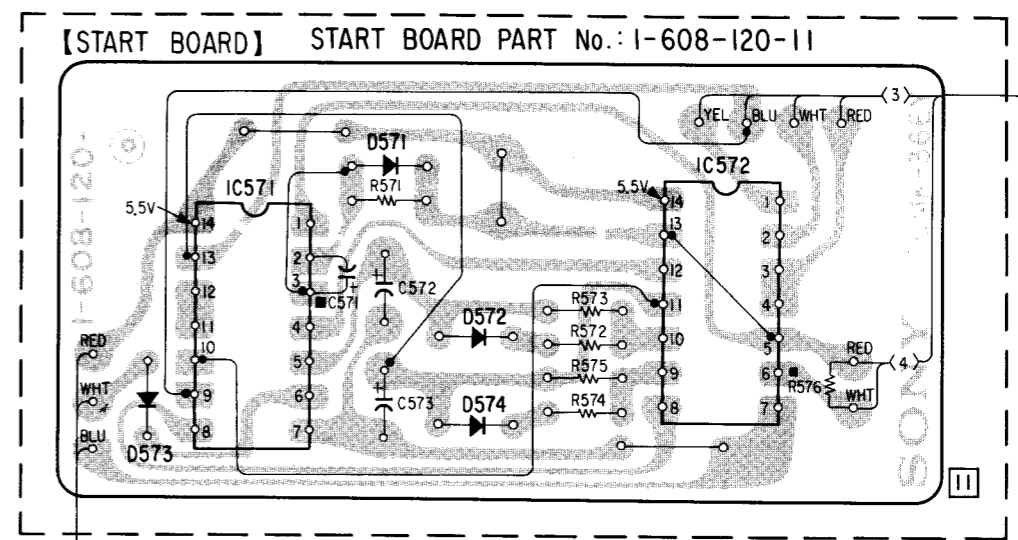 【START BOARD】 START BOARD PART No.: 1-608-120-11
YEL BLU WHT RED 3
1-608-120-
D571
R571
IC571
5.5V
14 1
13 2
12 3
11 4
10 5
9 6
8 7
C571
C572
C573
IC572
5.5V
14 1
13 2
12 3
11 4
10 5
9 6
8 7
D572
D574
R573
R572
R575
R574
R576
RED
WHT
4
RED
WHT
BLU
D573
SONY
11